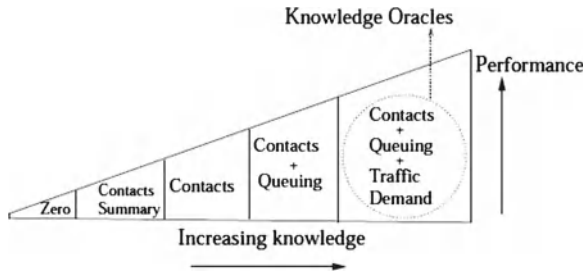 Knowledge Oracles
Performance
Zero
Contacts
Summary
Contacts
Contacts
+
Queuing
Contacts
+
Queuing
+
Traffic
Demand
Increasing knowledge